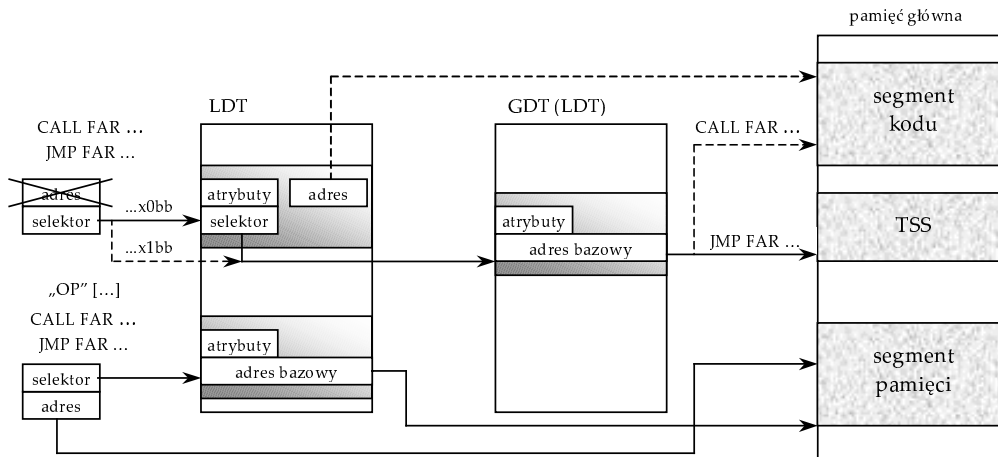 pamięć główna
LDT
GDT (LDT)
segment
kodu
CALL FAR ...
JMP FAR ...
CALL FAR ...
adres
selektor
...x0bb
...x1bb
atrybuty
selektor
adres
atrybuty
adres bazowy
JMP FAR ...
TSS
„OP” [...]
CALL FAR ...
JMP FAR ...
selektor
adres
atrybuty
adres bazowy
segment
pamięci